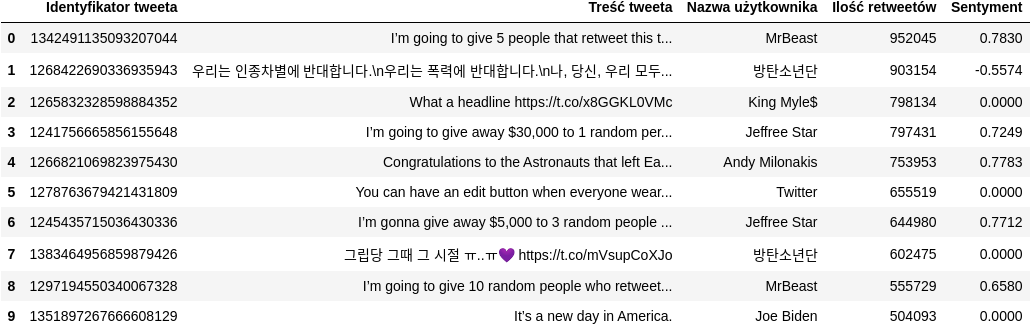 Identyfikator tweeta Treść tweeta Nazwa użytkownika Ilość retweetów Sentyment
0 1342491135093207044 I’m going to give 5 people that retweet this t... MrBeast 952045 0.7830
1 1268422690336935943 우리는 인종차별에 반대합니다.\n우리는 폭력에 반대합니다.\n나, 당신, 우리 모두... 방탄소년단 903154 -0.5574
2 1265832328598884352 What a headline https://t.co/x8GGKL0VMc King Myle$ 798134 0.0000
3 1241756665856155648 I’m going to give away $30,000 to 1 random per... Jeffree Star 797431 0.7249
4 1266821069823975430 Congratulations to the Astronauts that left Ea... Andy Milonakis 753953 0.7783
5 1278763679421431809 You can have an edit button when everyone wear... Twitter 655519 0.0000
6 1245435715036430336 I’m gonna give away $5,000 to 3 random people ... Jeffree Star 644980 0.7712
7 1383464956859879426 그립당 그때 그 시절 ㅠ..ㅠ💜 https://t.co/mVsupCoXJo 방탄소년단 602475 0.0000
8 1297194550340067328 I’m going to give 10 random people who retweet... MrBeast 555729 0.6580
9 1351897267666608129 It’s a new day in America. Joe Biden 504093 0.0000